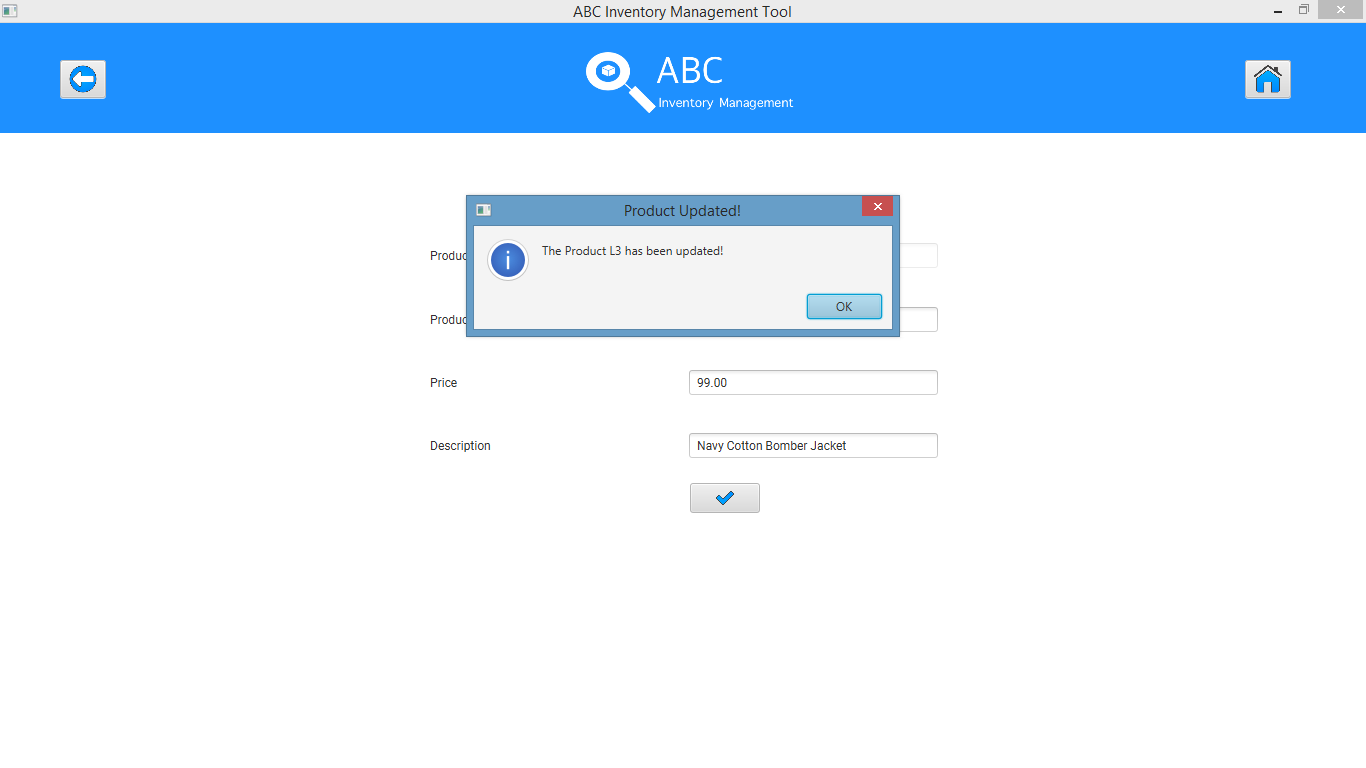 ABC Inventory Management Tool
ABC
Inventory Management
Product Updated!
The Product L3 has been updated!
OK
Produc
Produc
Price
99.00
Description
Navy Cotton Bomber Jacket